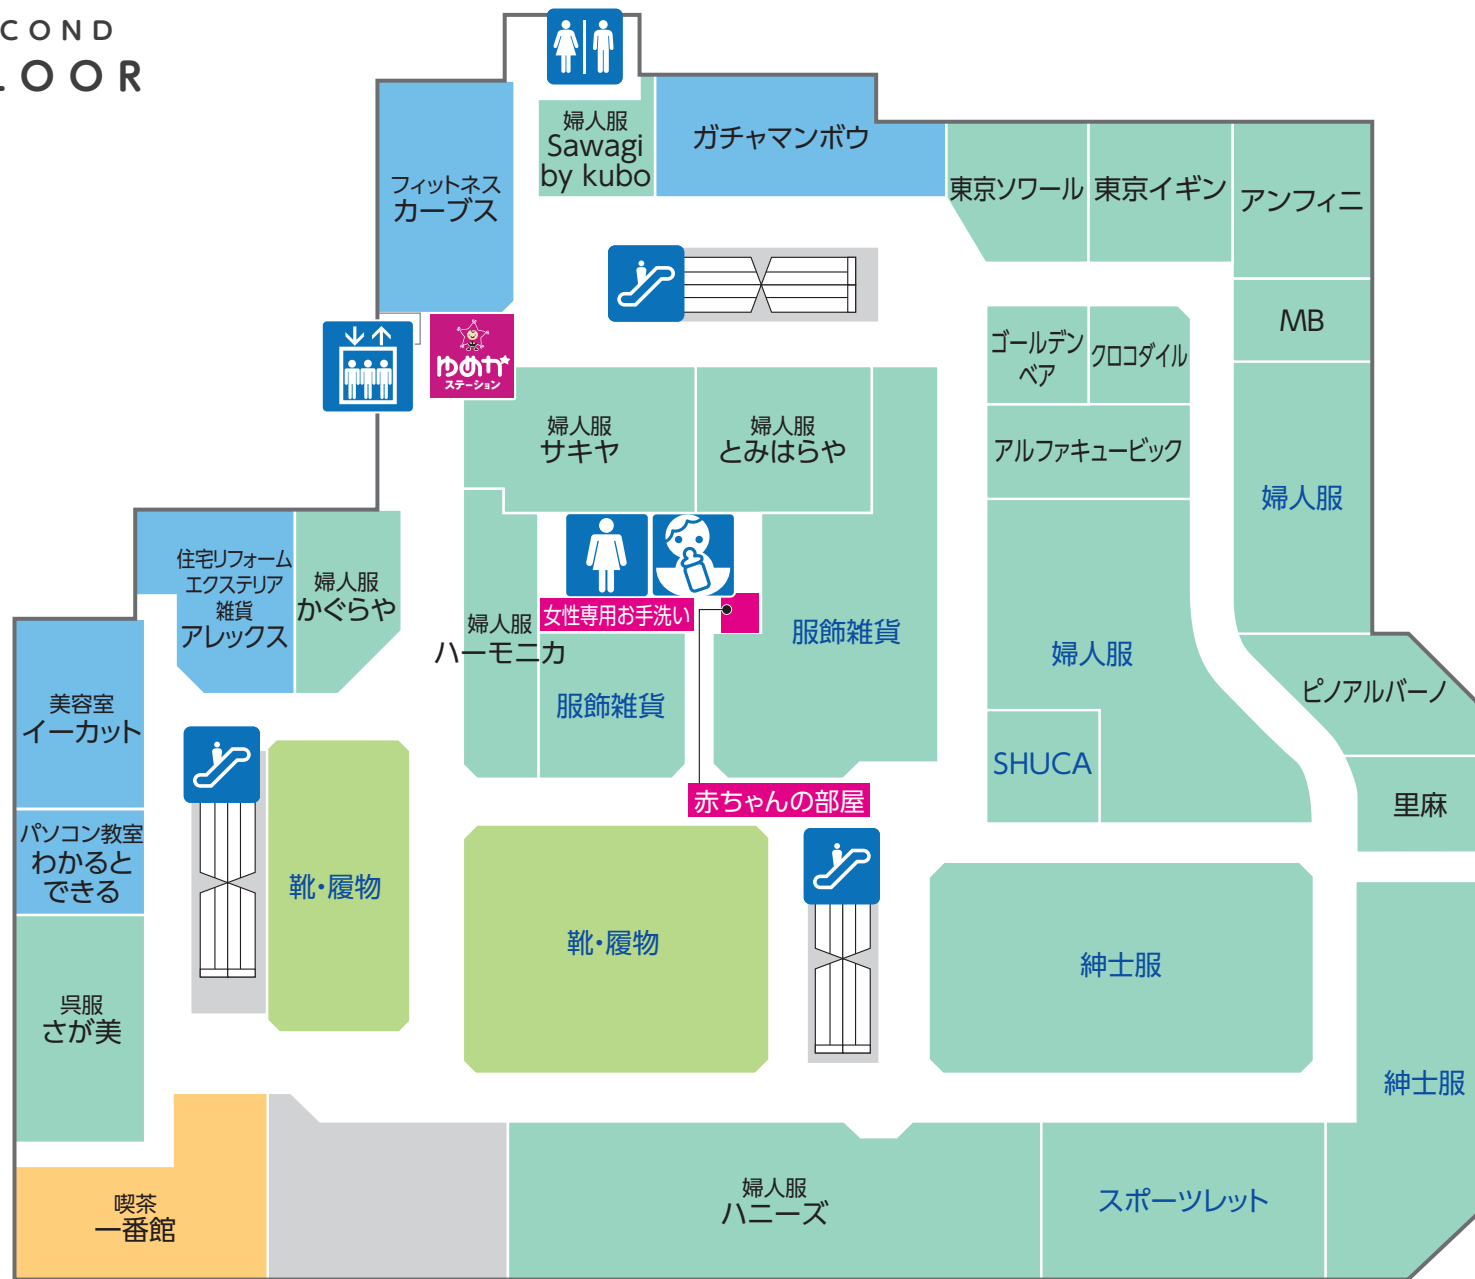 COND
LOOR
婦人服
Sawagi
by kubo
ガチャマンボウ
フィットネス
カーブス
東京ソワール
東京イギン
アンフィニ
MB
ゴールデン
ベア
クロコダイル
ゆめか
ステーション
婦人服
サキヤ
婦人服
とみはらや
アルファキュービック
婦人服
住宅リフォーム
エクステリア
雑貨
アレックス
婦人服
かぐらや
女性専用お手洗い
婦人服
ハーモニカ
服飾雑貨
服飾雑貨
婦人服
ピノアルバーノ
美容室
イーカット
SHUCA
赤ちゃんの部屋
里麻
パソコン教室
わかると
できる
靴・履物
靴・履物
紳士服
呉服
さが美
紳士服
喫茶
一番館
婦人服
ハニーズ
スポーツレット